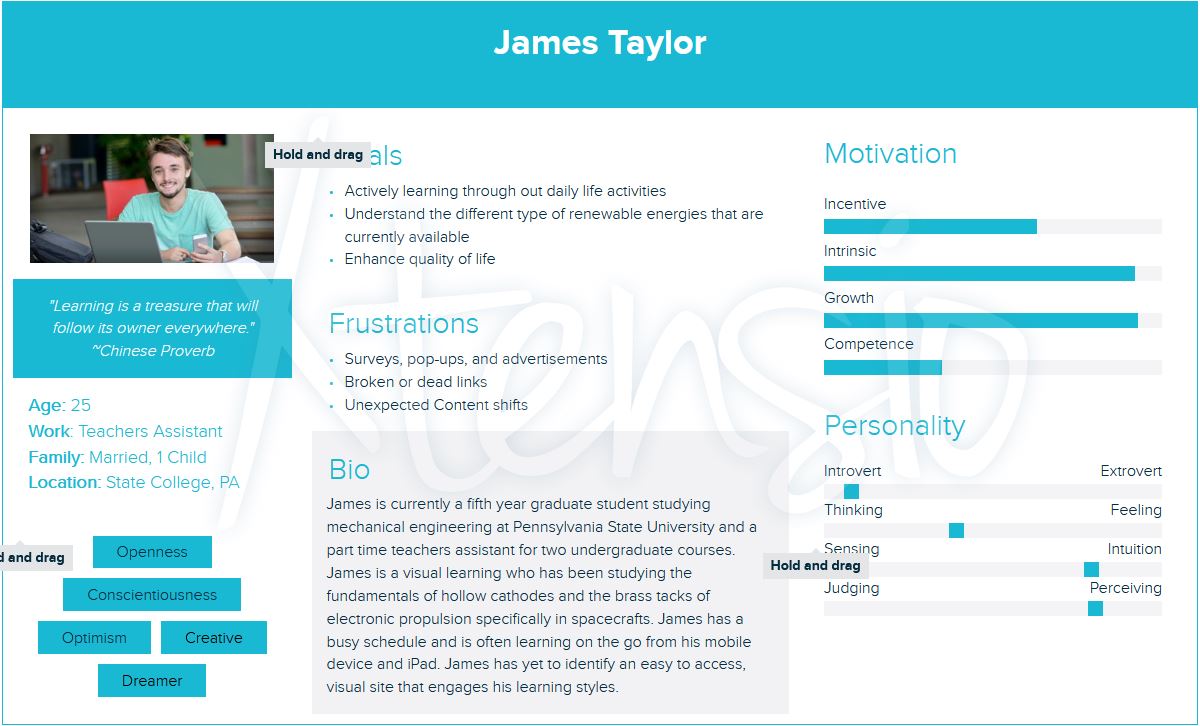 James Taylor
Hold and drag
als
Actively learning through out daily life activities
Understand the different type of renewable energies that are
currently available
Enhance quality of life
Motivation
Incentive
Intrinsic
Growth
Competence
"Learning is a treasure that will
follow its owner everywhere."
~Chinese Proverb
Frustrations
Surveys, pop-ups, and advertisements
Broken or dead links
Unexpected Content shifts
Age: 25
Work: Teachers Assistant
Family: Married, 1 Child
Location: State College, PA
Bio
James is currently a fifth year graduate student studying
mechanical engineering at Pennsylvania State University and a
part time teachers assistant for two undergraduate courses.
James is a visual learning who has been studying the
fundamentals of hollow cathodes and the brass tacks of
electronic propulsion specifically in spacecrafts. James has a
busy schedule and is often learning on the go from his mobile
device and iPad. James has yet to identify an easy to access,
visual site that engages his learning styles.
Personality
Introvert Extrovert
Thinking Feeling
Sensing Intuition
Hold and drag
Judging Perceiving
d and drag
Openness
Conscientiousness
Optimism Creative
Dreamer
Xtensio